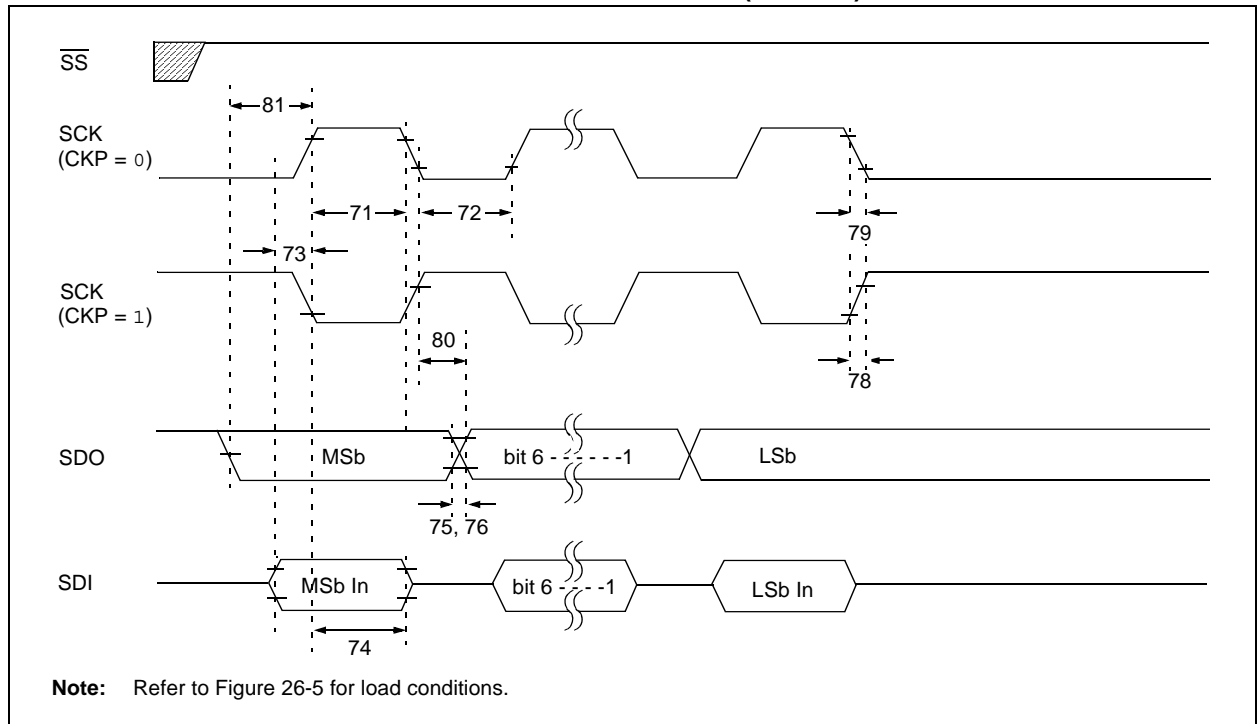 SS
81
SCK
(CKP = 0)
71
72
79
73
SCK
(CKP = 1)
80
78
SDO
MSb
bit 6 - - - - - - -1
LSb
75, 76
SDI
MSb In
bit 6 - - - - -1
LSb In
74
Note: Refer to Figure 26-5 for load conditions.